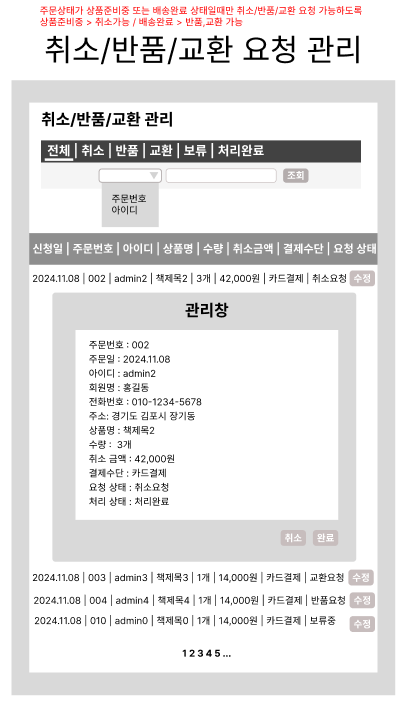 주문상태가 상품준비중 또는 배송완료 상태일때만 취소/반품/교환 요청 가능하도록
상품준비중 > 취소가능 / 배송완료 > 반품,교환 가능
취소/반품/교환 요청 관리
취소/반품/교환 관리
전체 | 취소 | 반품 | 교환 | 보류 | 처리완료
조회
주문번호
아이디
신청일 | 주문번호 | 아이디 | 상품명 | 수량 | 취소금액 | 결제수단 | 요청 상태
2024.11.08 | 002 | admin2 | 책제목2 | 3개 | 42,000원 | 카드결제 | 취소요청 수정
관리창
주문번호 : 002
주문일 : 2024.11.08
아이디 : admin2
회원명 : 홍길동
전화번호 : 010-1234-5678
주소: 경기도 김포시 장기동
상품명 : 책제목2
수량 : 3개
취소 금액 : 42,000원
결제수단 : 카드결제
요청 상태 : 취소요청
처리 상태 : 처리완료
취소 완료
2024.11.08 | 003 | admin3 | 책제목3 | 1개 | 14,000원 | 카드결제 | 교환요청 수정
2024.11.08 | 004 | admin4 | 책제목4 | 1개 | 14,000원 | 카드결제 | 반품요청 수정
2024.11.08 | 010 | admin0 | 책제목0 | 1개 | 14,000원 | 카드결제 | 보류중 수정
1 2 3 4 5 ...